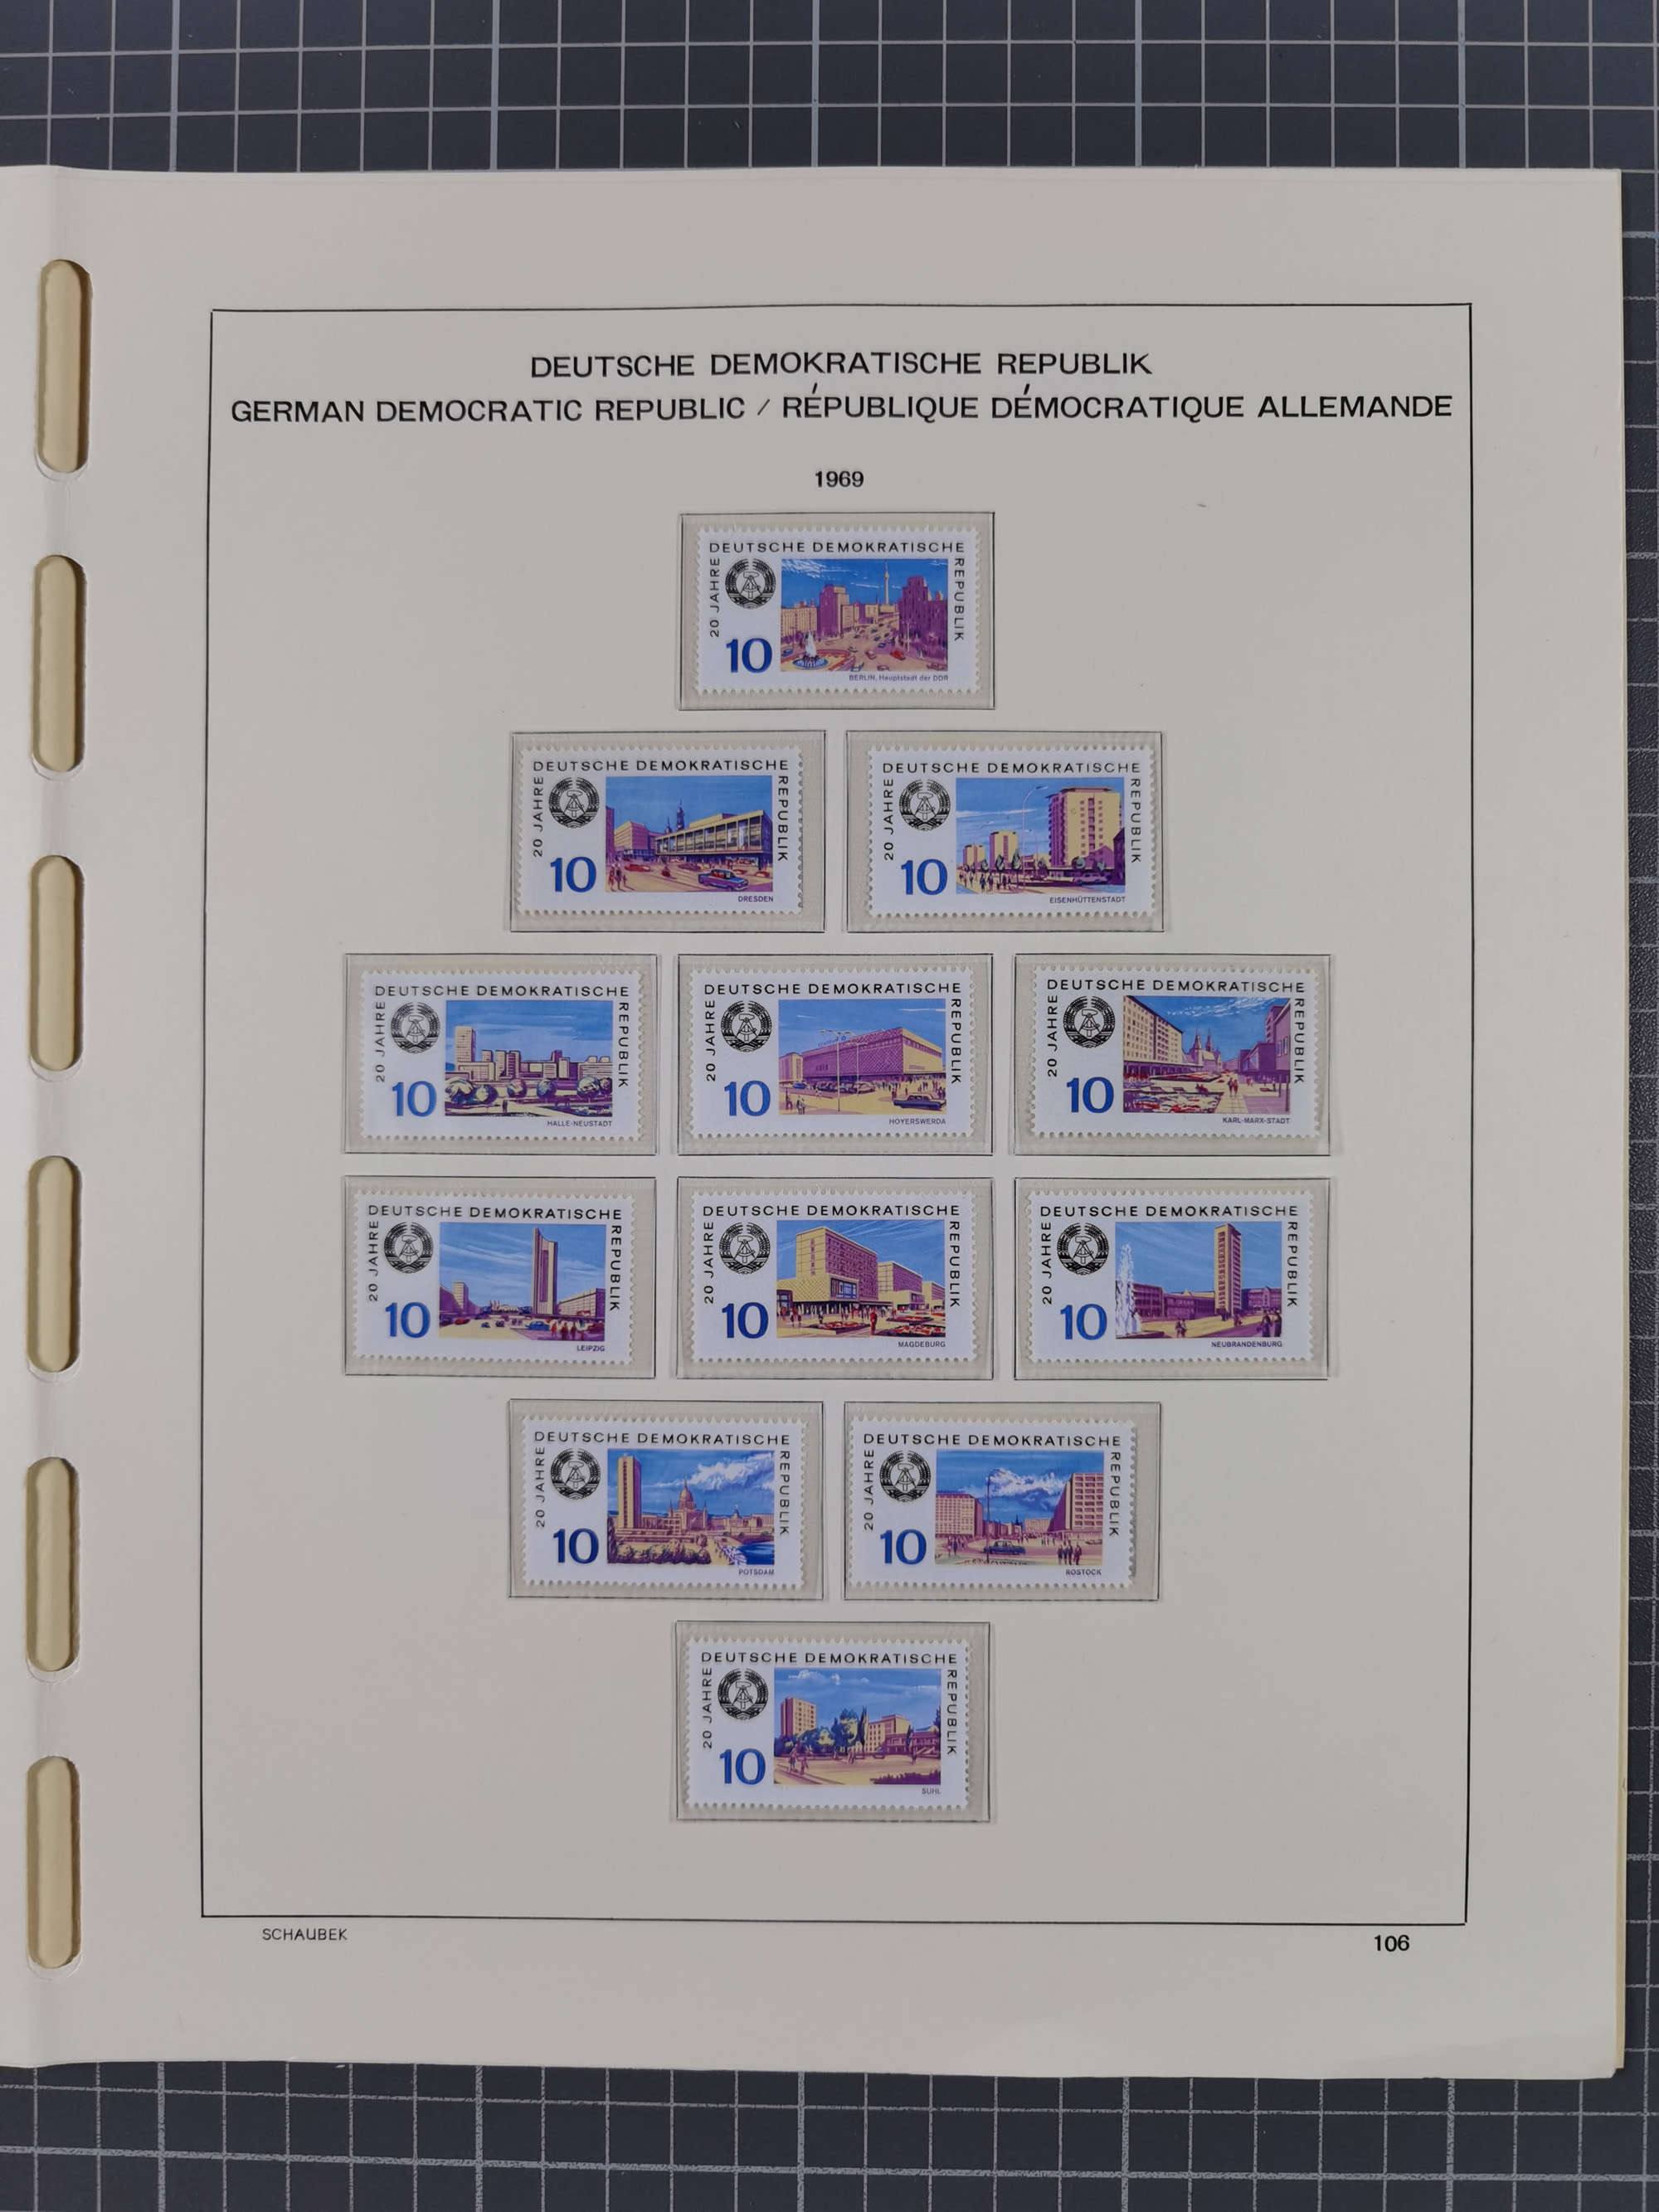 DEUTSCHE DEMOKRATISCHE REPUBLIK
GERMAN DEMOCRATIC REPUBLIC / RÉPUBLIQUE DÉMOCRATIQUE ALLEMANDE
1969
20 JAHRE
DEUTSCHE DEMOKRATISCHE
REPUBLIK
10
BERLIN, Hauptstadt der DDR
20 JAHRE
DEUTSCHE DEMOKRATISCHE
REPUBLIK
10
DRESDEN
20 JAHRE
DEUTSCHE DEMOKRATISCHE
REPUBLIK
10
EISENHÜTTENSTADT
20 JAHRE
DEUTSCHE DEMOKRATISCHE
REPUBLIK
10
HALLE-NEUSTADT
20 JAHRE
DEUTSCHE DEMOKRATISCHE
REPUBLIK
10
HOYERSWERDA
20 JAHRE
DEUTSCHE DEMOKRATISCHE
REPUBLIK
10
KARL-MARX-STADT
20 JAHRE
DEUTSCHE DEMOKRATISCHE
REPUBLIK
10
LEIPZIG
20 JAHRE
DEUTSCHE DEMOKRATISCHE
REPUBLIK
10
MAGDEBURG
20 JAHRE
DEUTSCHE DEMOKRATISCHE
REPUBLIK
10
NEUBRANDENBURG
20 JAHRE
DEUTSCHE DEMOKRATISCHE
REPUBLIK
10
POTSDAM
20 JAHRE
DEUTSCHE DEMOKRATISCHE
REPUBLIK
10
ROSTOCK
20 JAHRE
DEUTSCHE DEMOKRATISCHE
REPUBLIK
10
SUHL
SCHAUBEK
106